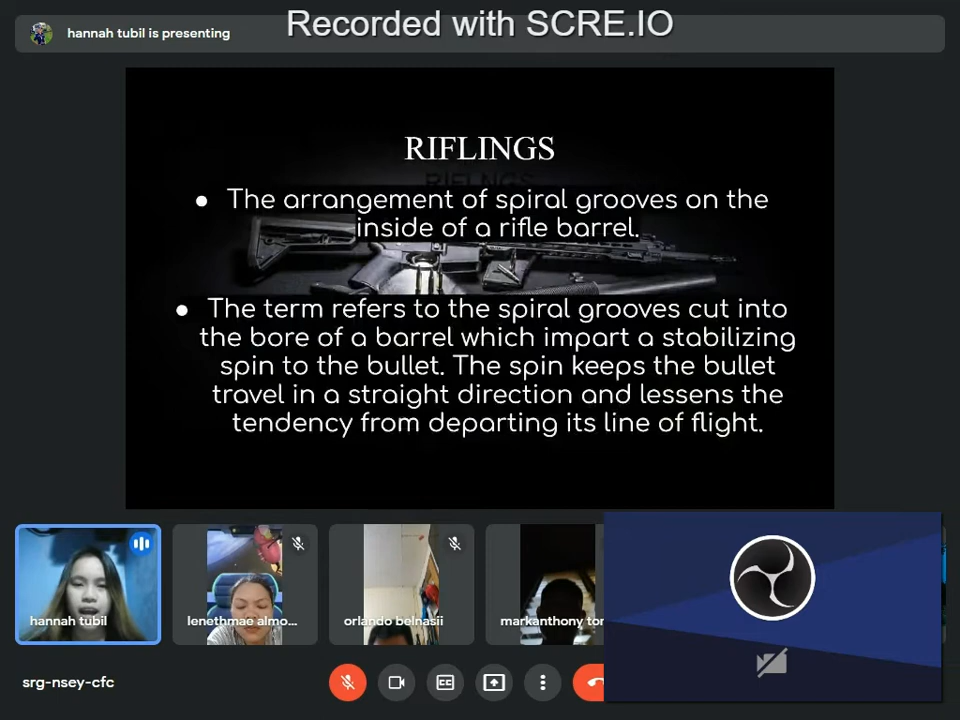 Recorded with SCRE.IO
hannah tubil is presenting
RIFLINGS
● The arrangement of spiral grooves on the
inside of a rifle barrel.
● The term refers to the spiral grooves cut into
the bore of a barrel which impart a stabilizing
spin to the bullet. The spin keeps the bullet
travel in a straight direction and lessens the
tendency from departing its line of flight.
hannah tubil
lenethmae almo...
orlando belnasii
markanthony tor
srg-nsey-cfc